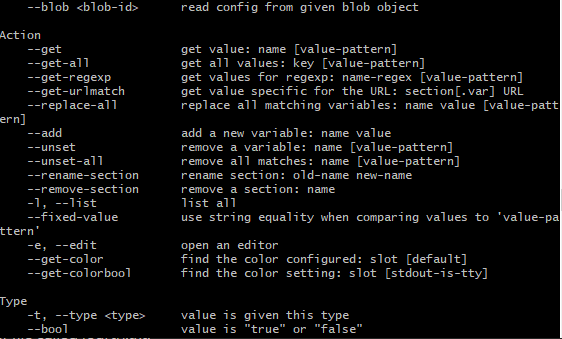 --blob <blob-id> read config from given blob object
Action
--get get value: name [value-pattern]
--get-all get all values: key [value-pattern]
--get-regexp get values for regexp: name-regex [value-pattern]
--get-urlmatch get value specific for the URL: section[.var] URL
--replace-all replace all matching variables: name value [value-patt
ern]
--add add a new variable: name value
--unset remove a variable: name [value-pattern]
--unset-all remove all matches: name [value-pattern]
--rename-section rename section: old-name new-name
--remove-section remove a section: name
-l, --list list all
--fixed-value use string equality when comparing values to 'value-pa
ttern'
-e, --edit open an editor
--get-color find the color configured: slot [default]
--get-colorbool find the color setting: slot [stdout-is-tty]
Type
-t, --type <type> value is given this type
--bool value is "true" or "false"